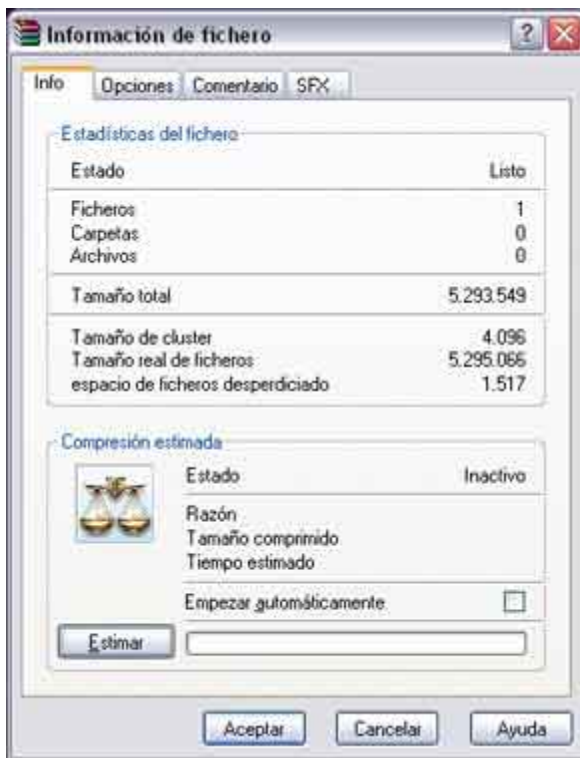 Información de fichero
Info Opciones Comentario SFX
Estadísticas del fichero
Estado Listo
Ficheros 1
Carpetas 0
Archivos 0
Tamaño total 5.293.549
Tamaño de cluster 4.096
Tamaño real de ficheros 5.295.066
espacio de ficheros desperdiciado 1.517
Compresión estimada
Estado Inactivo
Razón
Tamaño comprimido
Tiempo estimado
Empezar automáticamente
Estimar
Aceptar Cancelar Ayuda